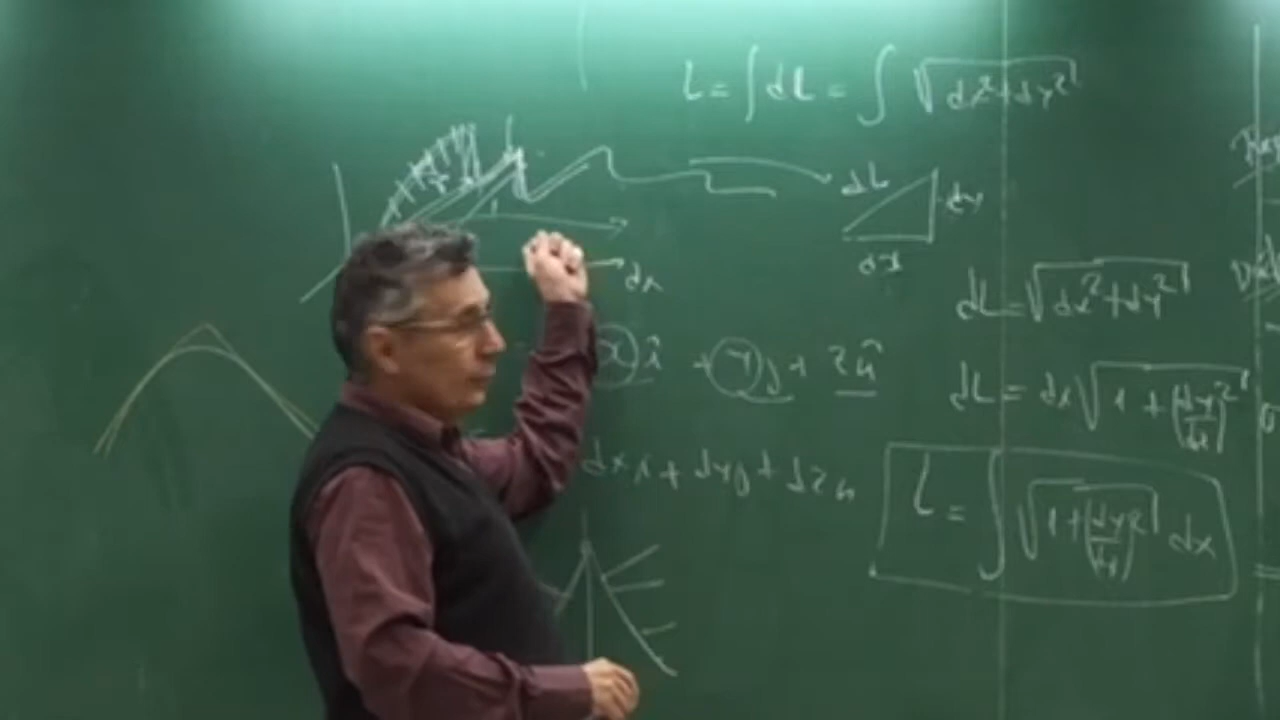 L = ∫ dL = ∫ √(dx²+dy²)
dL
dy
dx
dx
dL = √(dx²+dy²)
x) î + y j + z k̂
dL = dx √(1 + (dy/dx)²)
dx i + dy j + dz k
L = ∫ √(1+(dy/dx)²) dx